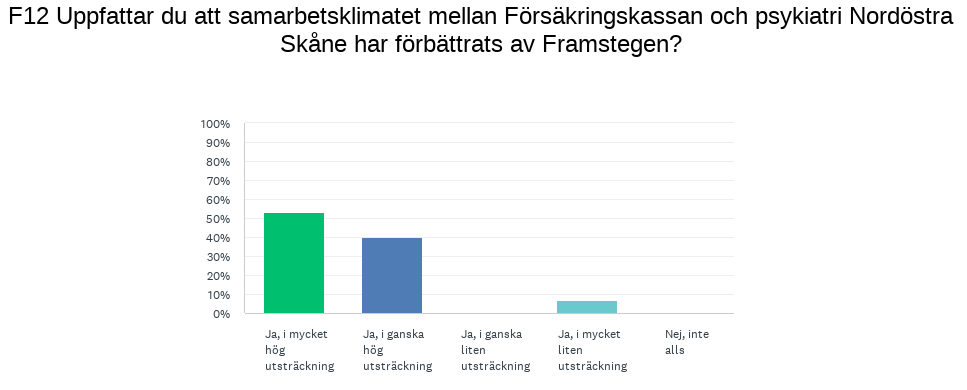 F12 Uppfattar du att samarbetsklimatet mellan Försäkringskassan och psykiatri Nordöstra
Skåne har förbättrats av Framstegen?
100%
90%
80%
70%
60%
50%
40%
30%
20%
10%
0%
Ja, i mycket
hög
utsträckning
Ja, i ganska
hög
utsträckning
Ja, i ganska
liten
utsträckning
Ja, i mycket
liten
utsträckning
Nej, inte
alls